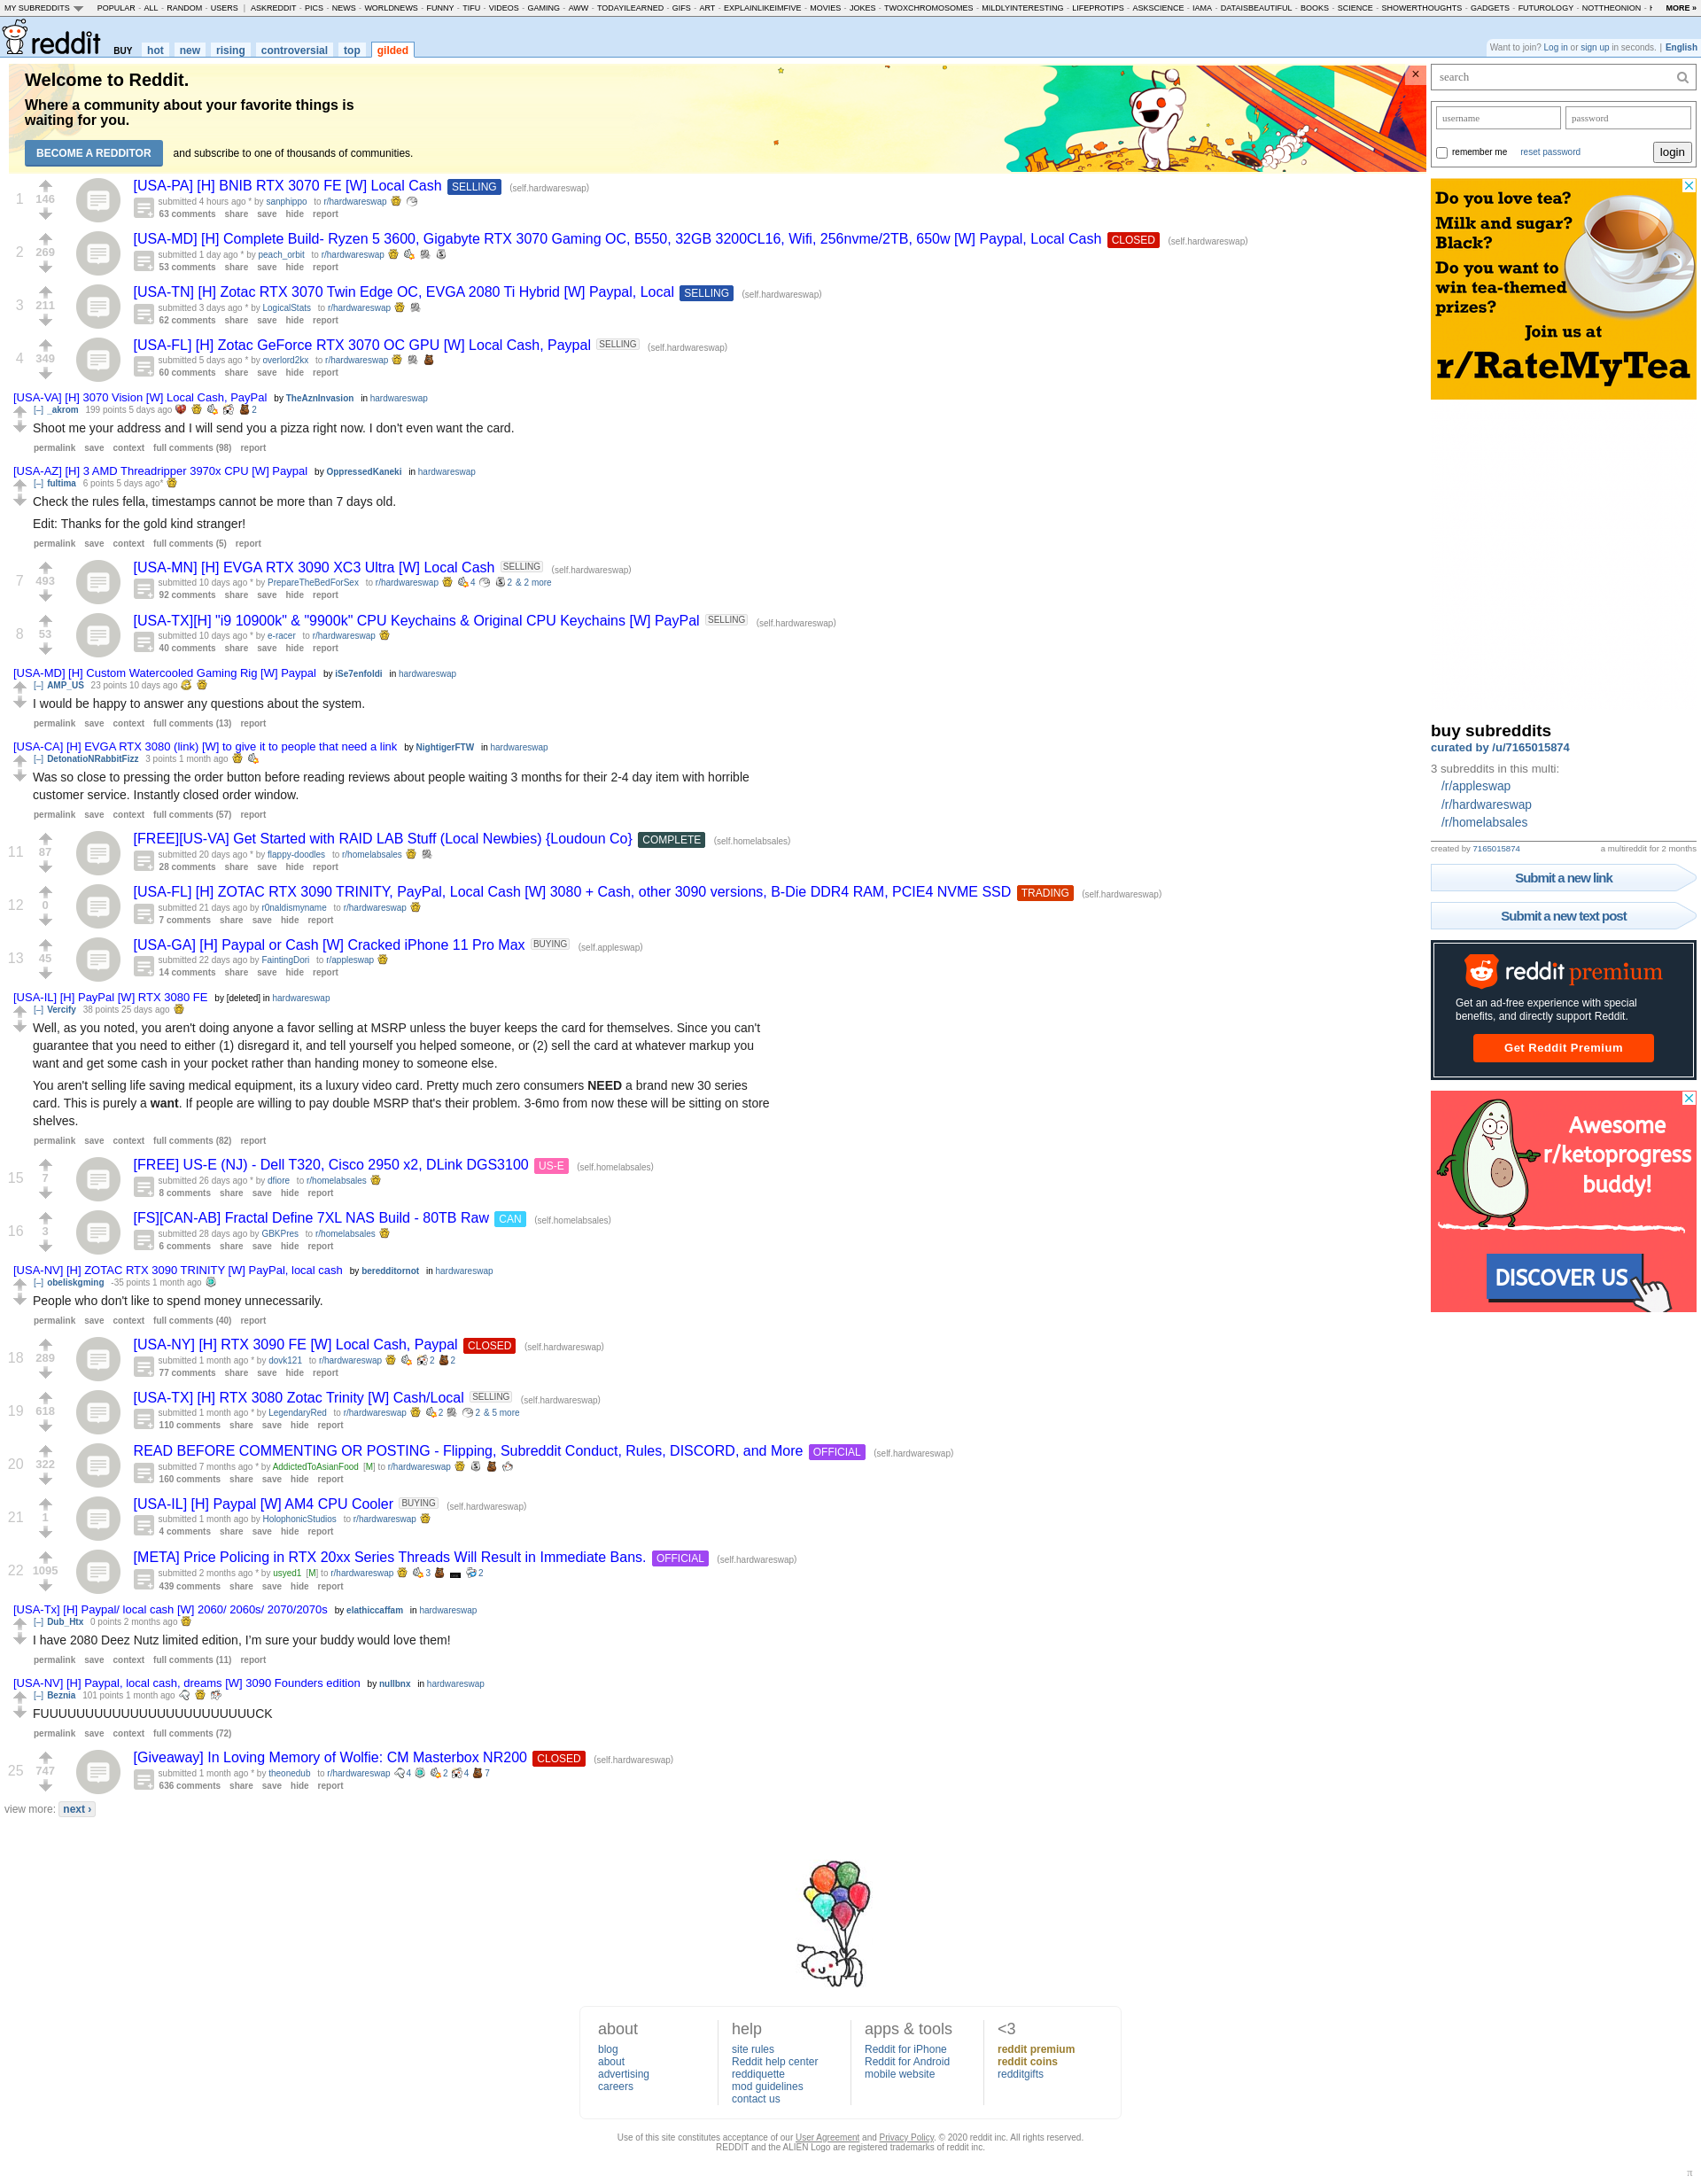 MY SUBREDDITS POPULAR - ALL - RANDOM - USERS | ASKREDDIT - PICS - NEWS - WORLDNEWS - FUNNY - TIFU - VIDEOS - GAMING - AWW - TODAYILEARNED - GIFS - ART - EXPLAINLIKEIMFIVE - MOVIES - JOKES - TWOXCHROMOSOMES - MILDLYINTERESTING - LIFEPROTIPS - ASKSCIENCE - IAMA - DATAISBEAUTIFUL - BOOKS - SCIENCE - SHOWERTHOUGHTS - GADGETS - FUTUROLOGY - NOTTHEONION - MORE »
reddit BUY hot new rising controversial top gilded
Want to join? Log in or sign up in seconds. | English
Welcome to Reddit.
Where a community about your favorite things is
waiting for you.
BECOME A REDDITOR and subscribe to one of thousands of communities.
×
search
username password
remember me reset password login
1 146 [USA-PA] [H] BNIB RTX 3070 FE [W] Local Cash SELLING (self.hardwareswap)
submitted 4 hours ago * by sanphippo to r/hardwareswap
63 comments share save hide report
2 269 [USA-MD] [H] Complete Build- Ryzen 5 3600, Gigabyte RTX 3070 Gaming OC, B550, 32GB 3200CL16, Wifi, 256nvme/2TB, 650w [W] Paypal, Local Cash CLOSED (self.hardwareswap)
submitted 1 day ago * by peach_orbit to r/hardwareswap
53 comments share save hide report
3 211 [USA-TN] [H] Zotac RTX 3070 Twin Edge OC, EVGA 2080 Ti Hybrid [W] Paypal, Local SELLING (self.hardwareswap)
submitted 3 days ago * by LogicalStats to r/hardwareswap
62 comments share save hide report
4 349 [USA-FL] [H] Zotac GeForce RTX 3070 OC GPU [W] Local Cash, Paypal SELLING (self.hardwareswap)
submitted 5 days ago * by overlord2kx to r/hardwareswap
60 comments share save hide report
[USA-VA] [H] 3070 Vision [W] Local Cash, PayPal by TheAznInvasion in hardwareswap
[–] _akrom 199 points 5 days ago 2
Shoot me your address and I will send you a pizza right now. I don't even want the card.
permalink save context full comments (98) report
[USA-AZ] [H] 3 AMD Threadripper 3970x CPU [W] Paypal by OppressedKaneki in hardwareswap
[–] fultima 6 points 5 days ago*
Check the rules fella, timestamps cannot be more than 7 days old.
Edit: Thanks for the gold kind stranger!
permalink save context full comments (5) report
7 493 [USA-MN] [H] EVGA RTX 3090 XC3 Ultra [W] Local Cash SELLING (self.hardwareswap)
submitted 10 days ago * by PrepareTheBedForSex to r/hardwareswap 4 2 & 2 more
92 comments share save hide report
8 53 [USA-TX][H] "i9 10900k" & "9900k" CPU Keychains & Original CPU Keychains [W] PayPal SELLING (self.hardwareswap)
submitted 10 days ago * by e-racer to r/hardwareswap
40 comments share save hide report
[USA-MD] [H] Custom Watercooled Gaming Rig [W] Paypal by iSe7enfoldi in hardwareswap
[–] AMP_US 23 points 10 days ago
I would be happy to answer any questions about the system.
permalink save context full comments (13) report
[USA-CA] [H] EVGA RTX 3080 (link) [W] to give it to people that need a link by NightigerFTW in hardwareswap
[–] DetonatioNRabbitFizz 3 points 1 month ago
Was so close to pressing the order button before reading reviews about people waiting 3 months for their 2-4 day item with horrible
customer service. Instantly closed order window.
permalink save context full comments (57) report
11 87 [FREE][US-VA] Get Started with RAID LAB Stuff (Local Newbies) {Loudoun Co} COMPLETE (self.homelabsales)
submitted 20 days ago * by flappy-doodles to r/homelabsales
28 comments share save hide report
12 0 [USA-FL] [H] ZOTAC RTX 3090 TRINITY, PayPal, Local Cash [W] 3080 + Cash, other 3090 versions, B-Die DDR4 RAM, PCIE4 NVME SSD TRADING (self.hardwareswap)
submitted 21 days ago by r0naldismyname to r/hardwareswap
7 comments share save hide report
13 45 [USA-GA] [H] Paypal or Cash [W] Cracked iPhone 11 Pro Max BUYING (self.appleswap)
submitted 22 days ago by FaintingDori to r/appleswap
14 comments share save hide report
[USA-IL] [H] PayPal [W] RTX 3080 FE by [deleted] in hardwareswap
[–] Vercify 38 points 25 days ago
Well, as you noted, you aren't doing anyone a favor selling at MSRP unless the buyer keeps the card for themselves. Since you can't
guarantee that you need to either (1) disregard it, and tell yourself you helped someone, or (2) sell the card at whatever markup you
want and get some cash in your pocket rather than handing money to someone else.
You aren't selling life saving medical equipment, its a luxury video card. Pretty much zero consumers NEED a brand new 30 series
card. This is purely a want. If people are willing to pay double MSRP that's their problem. 3-6mo from now these will be sitting on store
shelves.
permalink save context full comments (82) report
15 7 [FREE] US-E (NJ) - Dell T320, Cisco 2950 x2, DLink DGS3100 US-E (self.homelabsales)
submitted 26 days ago * by dfiore to r/homelabsales
8 comments share save hide report
16 3 [FS][CAN-AB] Fractal Define 7XL NAS Build - 80TB Raw CAN (self.homelabsales)
submitted 28 days ago by GBKPres to r/homelabsales
6 comments share save hide report
[USA-NV] [H] ZOTAC RTX 3090 TRINITY [W] PayPal, local cash by beredditornot in hardwareswap
[–] obeliskgming -35 points 1 month ago
People who don't like to spend money unnecessarily.
permalink save context full comments (40) report
18 289 [USA-NY] [H] RTX 3090 FE [W] Local Cash, Paypal CLOSED (self.hardwareswap)
submitted 1 month ago * by dovk121 to r/hardwareswap 2 2
77 comments share save hide report
19 618 [USA-TX] [H] RTX 3080 Zotac Trinity [W] Cash/Local SELLING (self.hardwareswap)
submitted 1 month ago * by LegendaryRed to r/hardwareswap 2 2 & 5 more
110 comments share save hide report
20 322 READ BEFORE COMMENTING OR POSTING - Flipping, Subreddit Conduct, Rules, DISCORD, and More OFFICIAL (self.hardwareswap)
submitted 7 months ago * by AddictedToAsianFood [M] to r/hardwareswap
160 comments share save hide report
21 1 [USA-IL] [H] Paypal [W] AM4 CPU Cooler BUYING (self.hardwareswap)
submitted 1 month ago by HolophonicStudios to r/hardwareswap
4 comments share save hide report
22 1095 [META] Price Policing in RTX 20xx Series Threads Will Result in Immediate Bans. OFFICIAL (self.hardwareswap)
submitted 2 months ago * by usyed1 [M] to r/hardwareswap 3 2
439 comments share save hide report
[USA-Tx] [H] Paypal/ local cash [W] 2060/ 2060s/ 2070/2070s by elathiccaffam in hardwareswap
[–] Dub_Htx 0 points 2 months ago
I have 2080 Deez Nutz limited edition, I'm sure your buddy would love them!
permalink save context full comments (11) report
[USA-NV] [H] Paypal, local cash, dreams [W] 3090 Founders edition by nullbnx in hardwareswap
[–] Beznia 101 points 1 month ago
FUUUUUUUUUUUUUUUUUUUUUUUUCK
permalink save context full comments (72)
25 747 [Giveaway] In Loving Memory of Wolfie: CM Masterbox NR200 CLOSED (self.hardwareswap)
submitted 1 month ago * by theonedub to r/hardwareswap 4 2 4 7
636 comments share save hide report
view more: next ›
Do you love tea?
Milk and sugar?
Black?
Do you want to
win tea-themed
prizes?
Join us at
r/RateMyTea
buy subreddits
curated by /u/7165015874
3 subreddits in this multi:
/r/appleswap
/r/hardwareswap
/r/homelabsales
created by 7165015874 a multireddit for 2 months
Submit a new link
Submit a new text post
reddit premium
Get an ad-free experience with special
benefits, and directly support Reddit.
Get Reddit Premium
Awesome
r/ketoprogress
buddy!
DISCOVER US
about
blog
about
advertising
careers
help
site rules
Reddit help center
reddiquette
mod guidelines
contact us
apps & tools
Reddit for iPhone
Reddit for Android
mobile website
<3
reddit premium
reddit coins
redditgifts
Use of this site constitutes acceptance of our User Agreement and Privacy Policy. © 2020 reddit inc. All rights reserved.
REDDIT and the ALIEN Logo are registered trademarks of reddit inc.
π